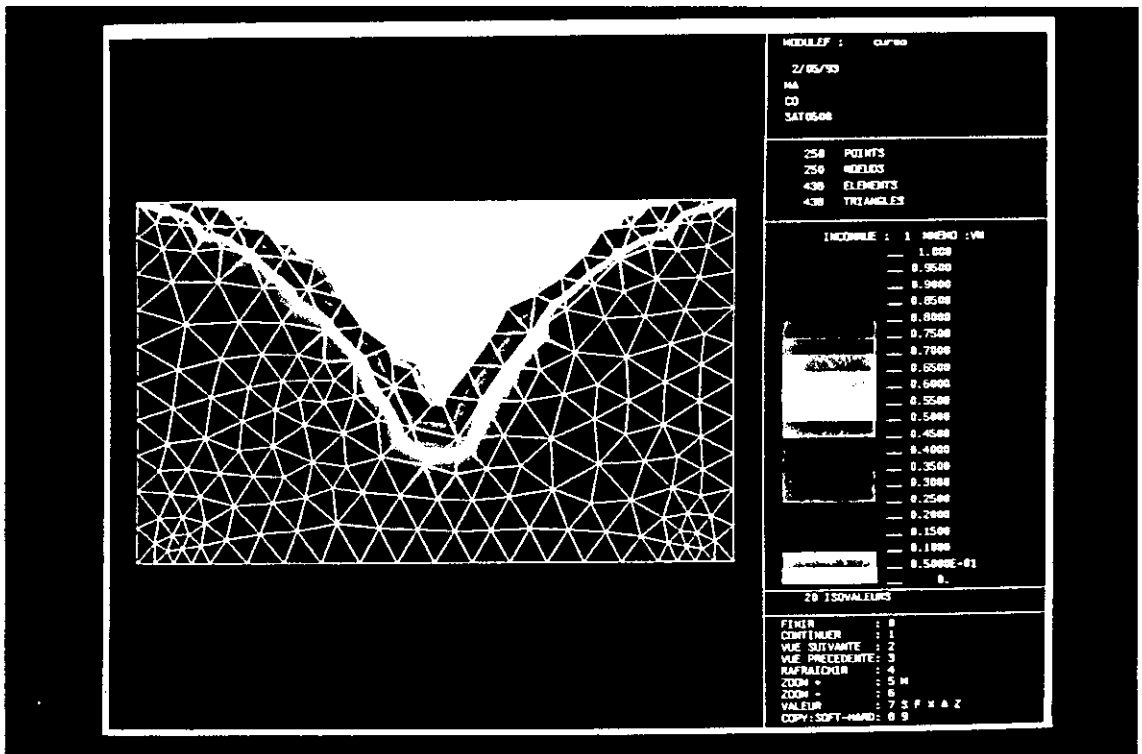 MODULEF : curso
2/05/93
MA
CO
SAT0508
250 POINTS
250 NOEUDS
438 ELEMENTS
438 TRIANGLES
INCONNUE : 1 MNEMO :VN
1.000
0.9500
0.9000
0.8500
0.8000
0.7500
0.7000
0.6500
0.6000
0.5500
0.5000
0.4500
0.4000
0.3500
0.3000
0.2500
0.2000
0.1500
0.1000
0.5000E-01
0.
20 ISOVALEURS
FINIR : 0
CONTINUER : 1
VUE SUIVANTE : 2
VUE PRECEDENTE: 3
RAFRAICHIR : 4
ZOOM + : 5 M
ZOOM - : 6
VALEUR : 7 S F X A Z
COPY:SOFT-HARD: 8 9